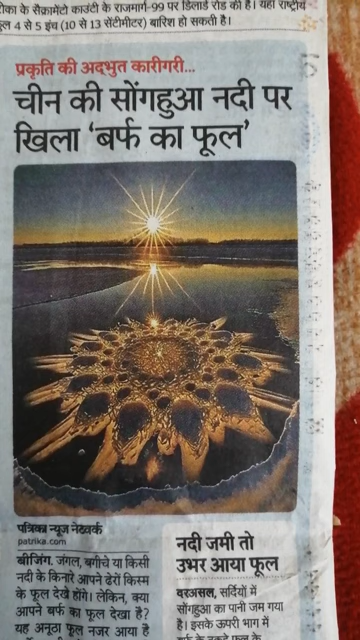 के सैक्रामेंटो काउंटी के राजमार्ग-99 पर डिलार्ड रोड की है। यहां राष्ट्रीय
4 से 5 इंच (10 से 13 सेंटीमीटर) बारिश हो सकती है।
प्रकृति की अद्भुत कारीगरी...
चीन की सोंगहुआ नदी पर
खिला ‘बर्फ का फूल’
पत्रिका न्यूज नेटवर्क
patrika.com
बीजिंग. जंगल, बगीचे या किसी
नदी के किनारे आपने ढेरों किस्म
के फूल देखे होंगे। लेकिन, क्या
आपने बर्फ का फूल देखा है?
यह अनूठा फूल नजर आया है
नदी जमी तो
उभर आया फूल
दरअसल, सर्दियों में
सोंगहुआ का पानी जम गया
है। इसके ऊपरी भाग में